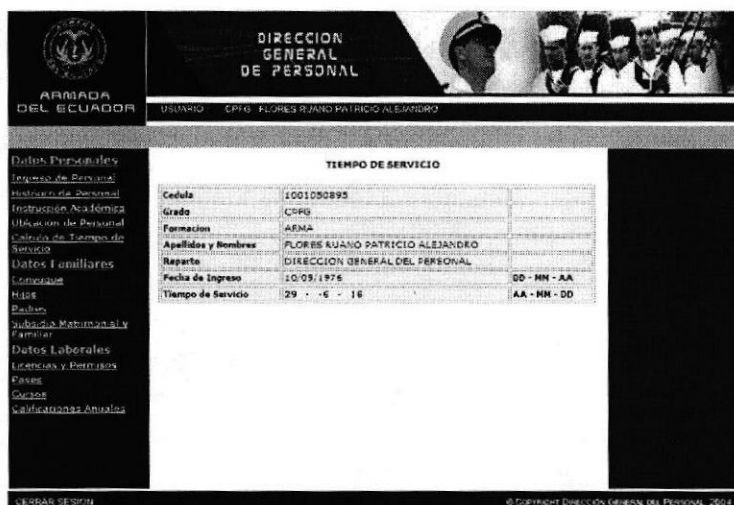 DIRECCION
GENERAL
DE PERSONAL
ARMADA
DEL ECUADOR
USUARIO CPFG FLORES RUANO PATRICIO ALEJANDRO
Datos Personales
Ingreso de Personal
Historico de Personal
Instrucción Académica
Ubicación de Personal
Calculo de Tiempo de
Servicio
Datos Familiares
Conyugue
Hijos
Padres
Subsidio Matrimonial y
Familiar
Datos Laborales
Licencias y Permisos
Pases
Cursos
Calificaciones Anuales
TIEMPO DE SERVICIO
Cedula 1001050895
Grado CPFG
Formacion ARMA
Apellidos y Nombres FLORES RUANO PATRICIO ALEJANDRO
Reparto DIRECCION GENERAL DEL PERSONAL
Fecha de Ingreso 10/05/1976 DD - MM - AA
Tiempo de Servicio 29 - -6 - 16 AA - MM - DD
CERRAR SESION © COPYRIGHT DIRECCIÓN GENERAL DEL PERSONAL 2004